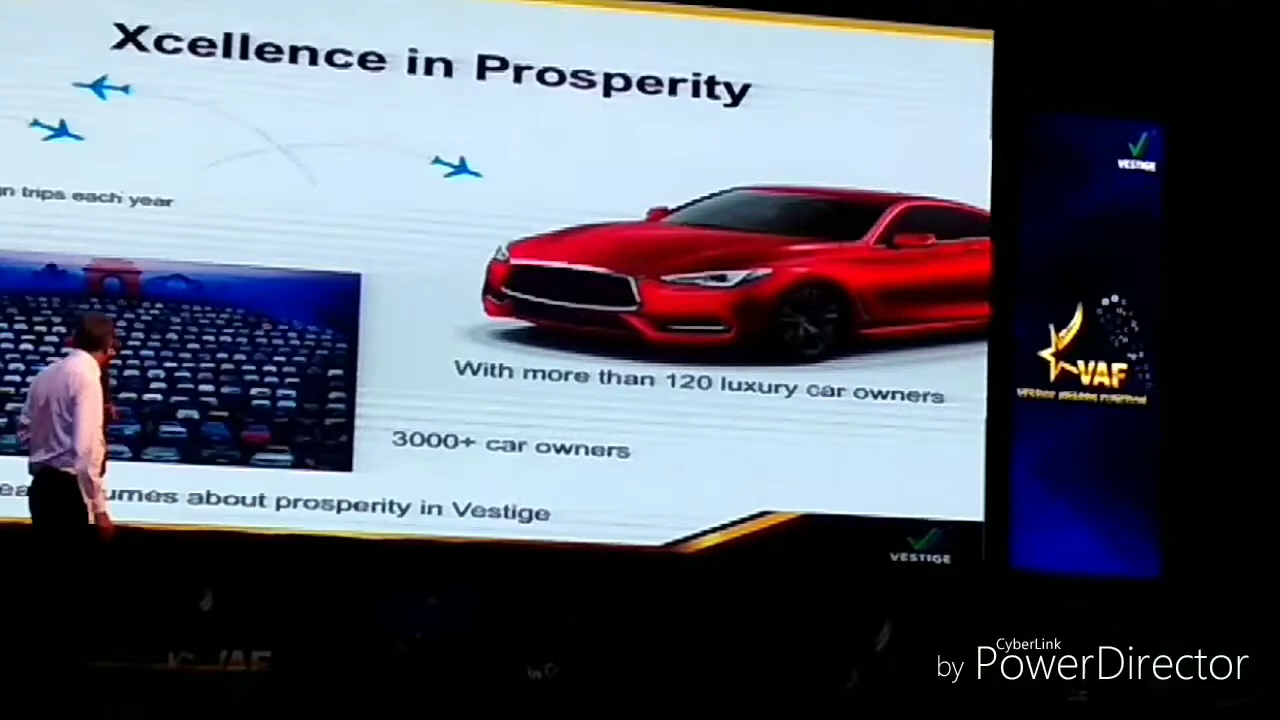 Xcellence in Prosperity
trips each year
With more than 120 luxury car owners
3000+ car owners
about prosperity in Vestige
VESTIGE
VESTIGE
VAF
CyberLink
by PowerDirector